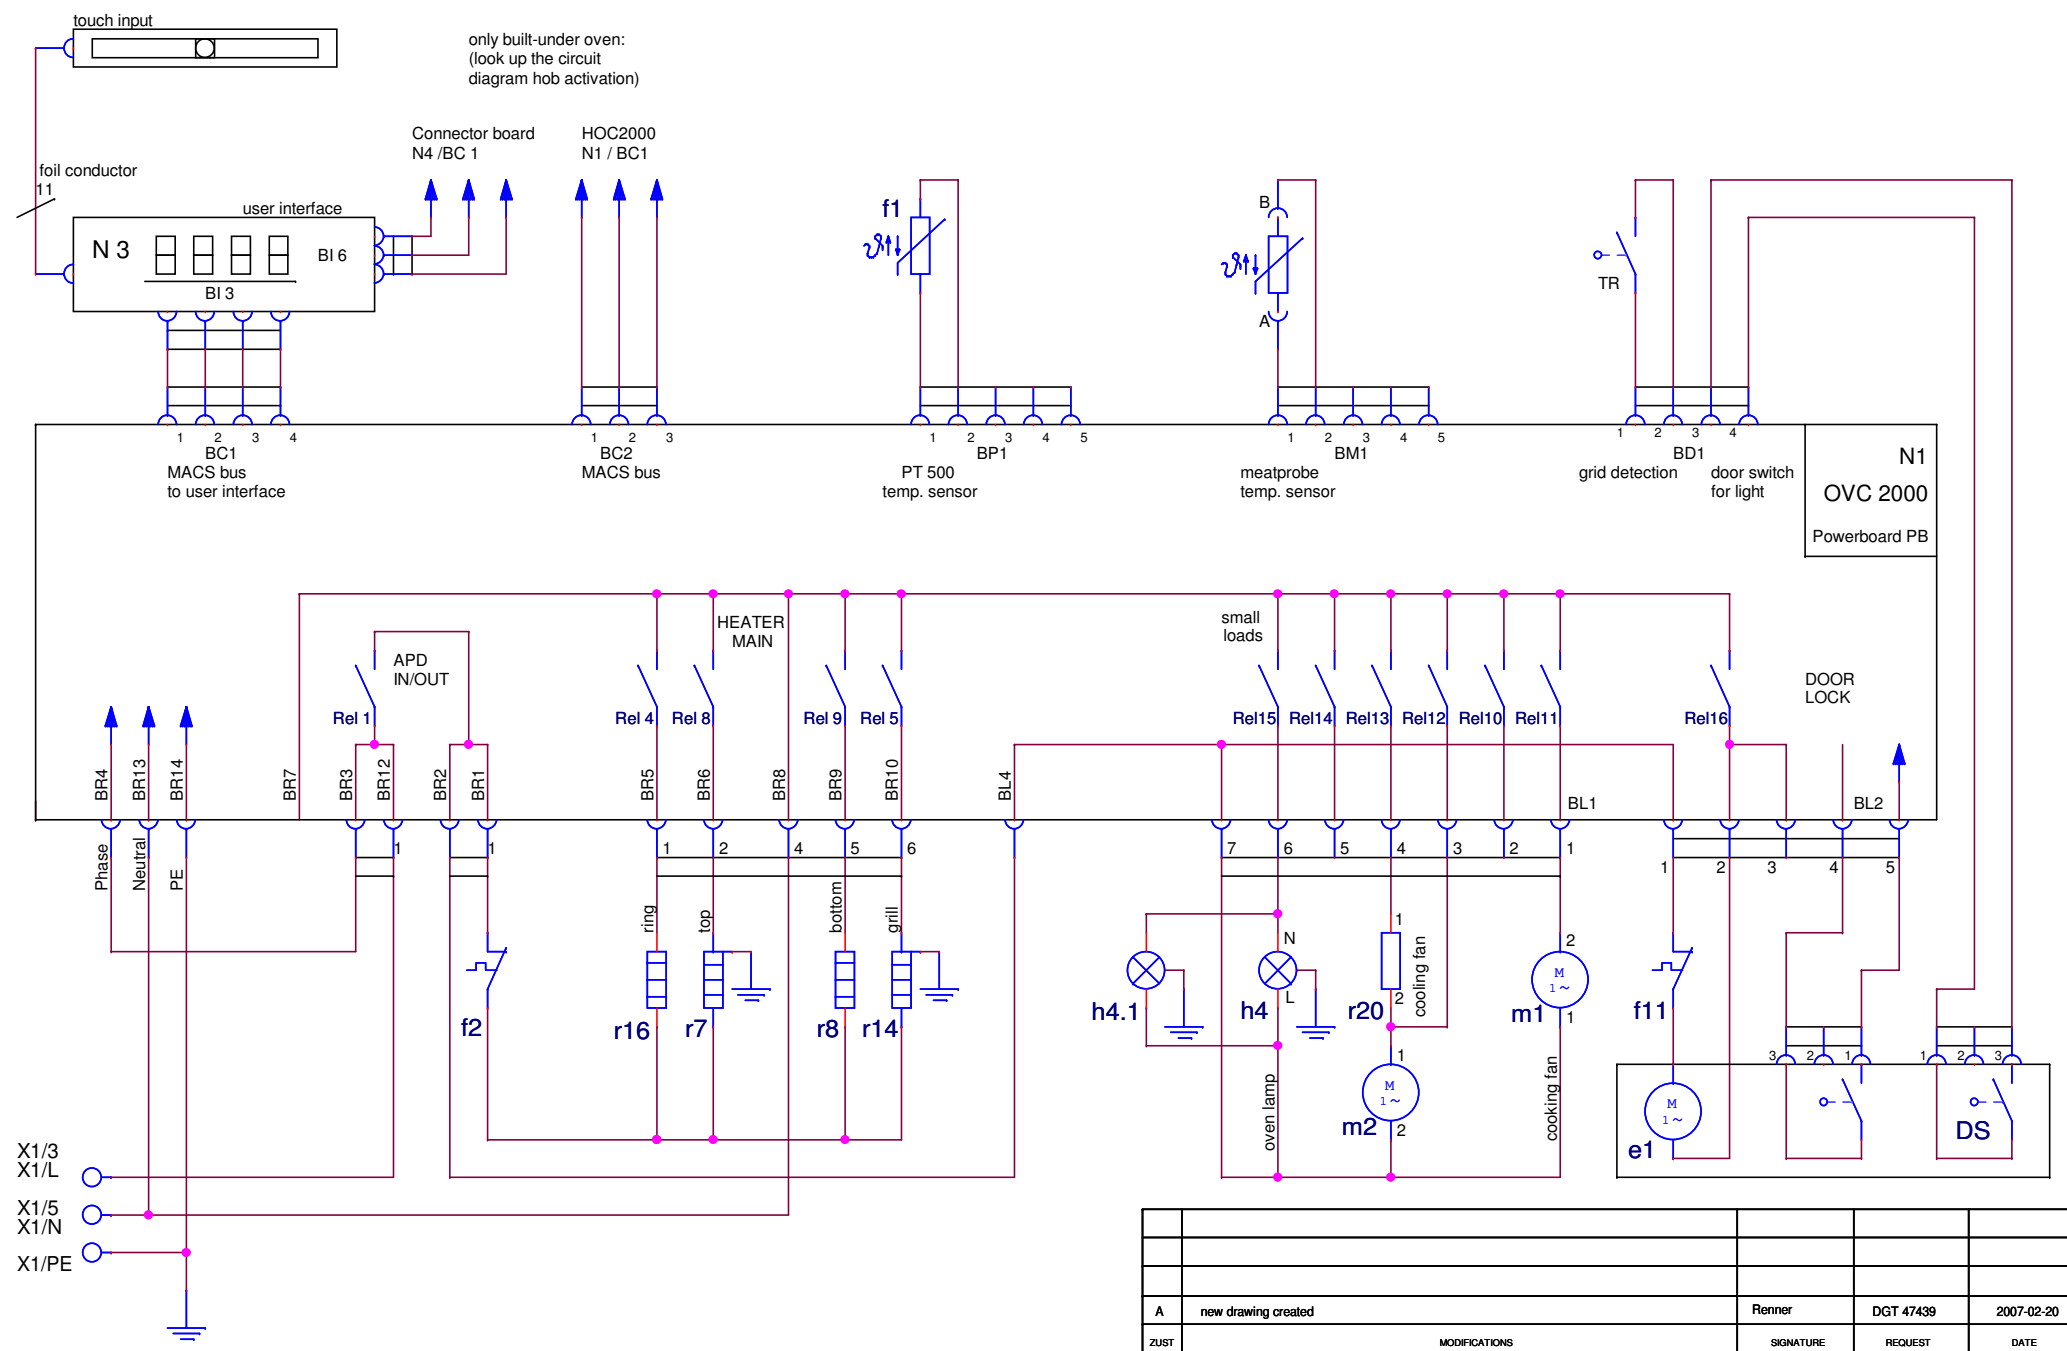 touch input
only built-under oven:
(look up the circuit
diagram hob activation)
Connector board
N4 /BC 1
HOC2000
N1 / BC1
foil conductor
11
user interface
N 3
BI 6
BI 3
f1
B
A
TR
1 2 3 4
BC1
MACS bus
to user interface
1 2 3
BC2
MACS bus
1 2 3 4 5
BP1
PT 500
temp. sensor
1 2 3 4 5
BM1
meatprobe
temp. sensor
1 2 3 4
BD1
grid detection
door switch
for light
N1
OVC 2000
Powerboard PB
HEATER
MAIN
small
loads
APD
IN/OUT
DOOR
LOCK
Rel 1
Rel 4
Rel 8
Rel 9
Rel 5
Rel15
Rel14
Rel13
Rel12
Rel10
Rel11
Rel16
BR4
BR13
BR14
BR7
BR3
BR12
BR2
BR1
BR5
BR6
BR8
BR9
BR10
BL4
BL1
BL2
Phase
Neutral
PE
1
1
1 2 4 5 6
7 6 5 4 3 2 1
1 2 3 4 5
ring
top
bottom
grill
f2
r16
r7
r8
r14
h4.1
N
L
h4
oven lamp
1
2
r20
cooling fan
1
M
1 ~
2
m2
2
M
1 ~
1
m1
cooking fan
f11
3 2 1
1 2 3
M
1 ~
e1
DS
X1/3
X1/L
X1/5
X1/N
X1/PE
A new drawing created Renner DGT 47439 2007-02-20
ZUST MODIFICATIONS SIGNATURE REQUEST DATE